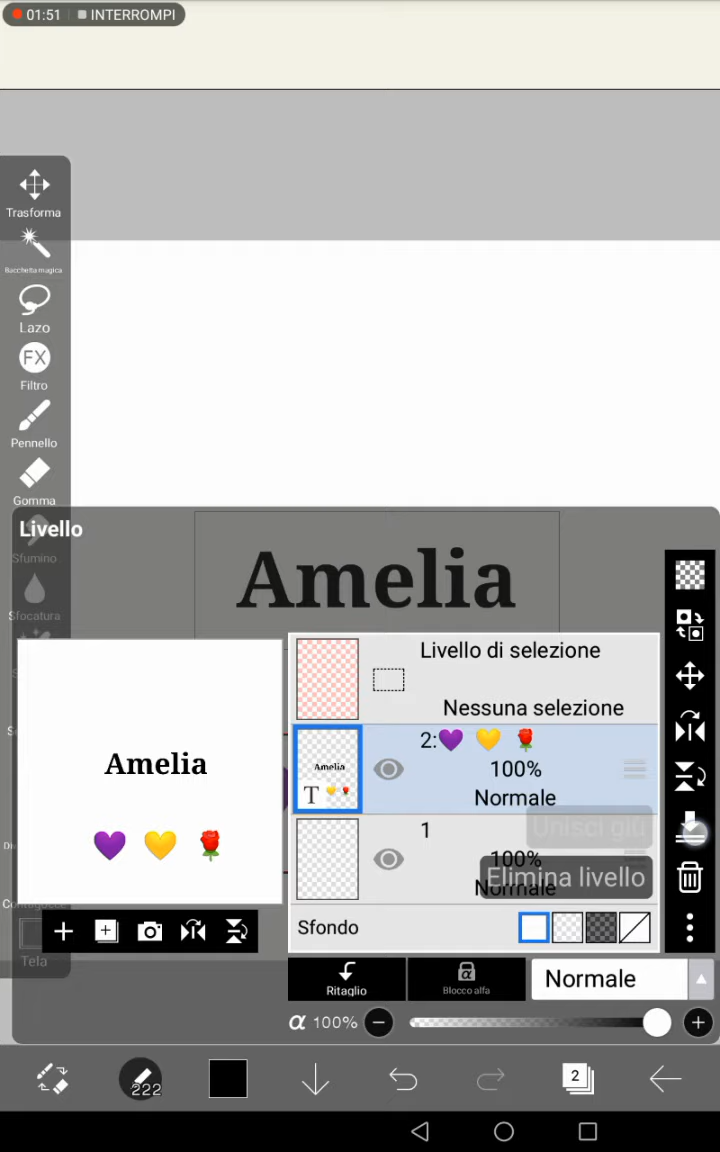 01:51 INTERROMPI
Trasforma
Bacchetta magica
Lazo
FX
Filtro
Pennello
Gomma
Livello
Sfumino
Sfocatura
Amelia
Livello di selezione
Nessuna selezione
Amelia
💜 💛 🌹
Amelia
T 💛 🌹
2:💜 💛 🌹
100%
Normale
Unisci giù
1
100%
Normale
Elimina livello
Sfondo
Tela
Ritaglio
α
Blocco alfa
Normale
α 100%
222
2